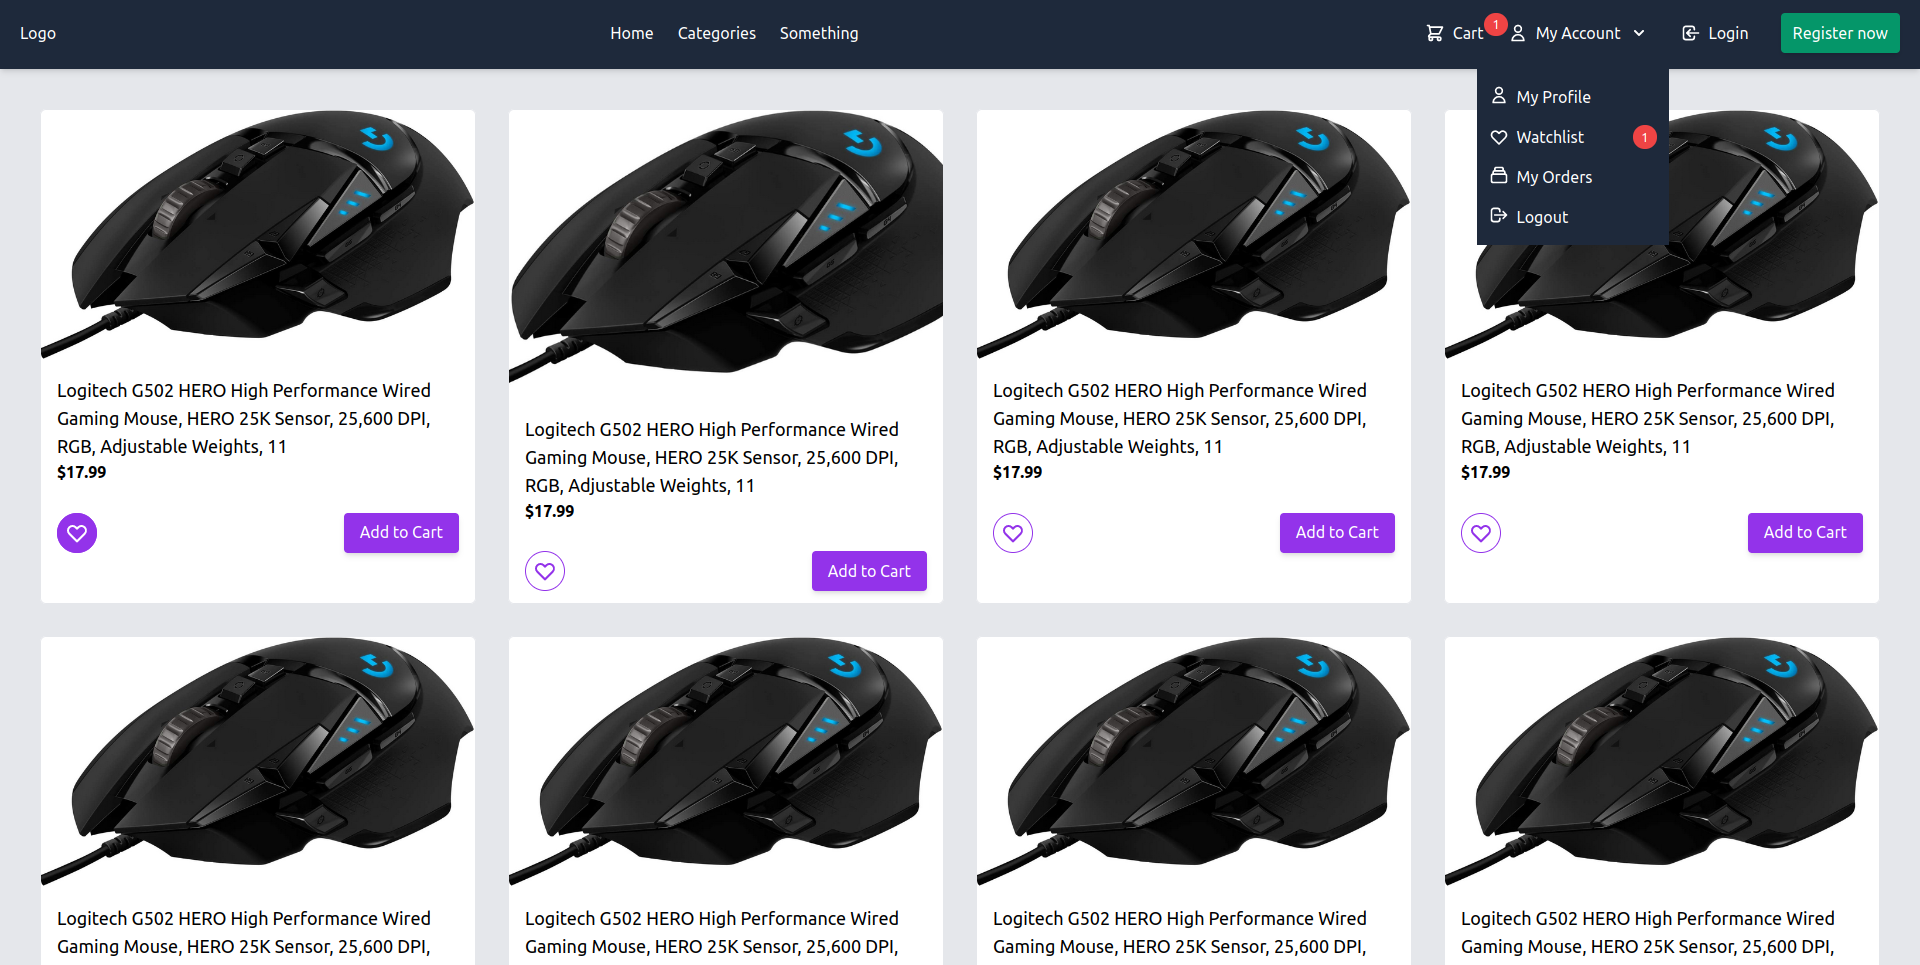 Logo
Home Categories Something
Cart 1 My Account Login Register now
My Profile
Watchlist 1
My Orders
Logout
Logitech G502 HERO High Performance Wired
Gaming Mouse, HERO 25K Sensor, 25,600 DPI,
RGB, Adjustable Weights, 11
$17.99
Add to Cart
Logitech G502 HERO High Performance Wired
Gaming Mouse, HERO 25K Sensor, 25,600 DPI,
RGB, Adjustable Weights, 11
$17.99
Add to Cart
Logitech G502 HERO High Performance Wired
Gaming Mouse, HERO 25K Sensor, 25,600 DPI,
RGB, Adjustable Weights, 11
$17.99
Add to Cart
Logitech G502 HERO High Performance Wired
Gaming Mouse, HERO 25K Sensor, 25,600 DPI,
RGB, Adjustable Weights, 11
$17.99
Add to Cart
Logitech G502 HERO High Performance Wired
Gaming Mouse, HERO 25K Sensor, 25,600 DPI,
Logitech G502 HERO High Performance Wired
Gaming Mouse, HERO 25K Sensor, 25,600 DPI,
Logitech G502 HERO High Performance Wired
Gaming Mouse, HERO 25K Sensor, 25,600 DPI,
Logitech G502 HERO High Performance Wired
Gaming Mouse, HERO 25K Sensor, 25,600 DPI,